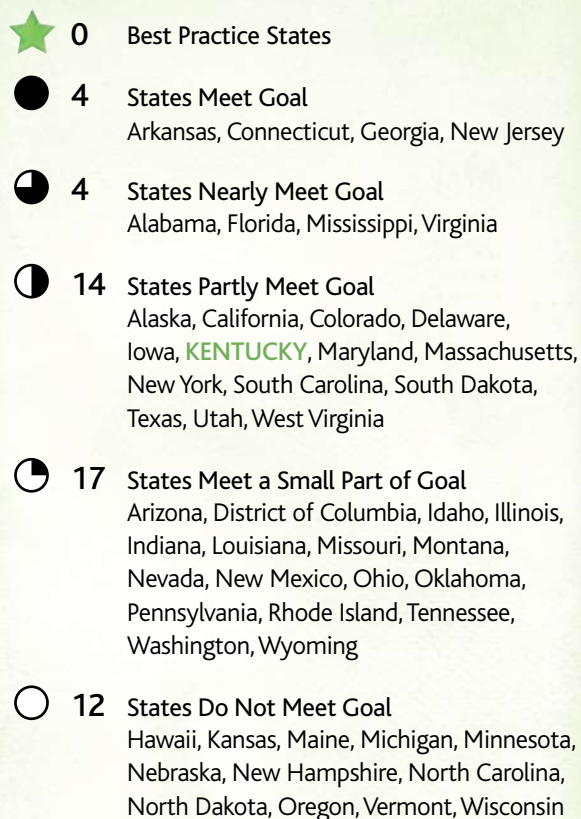 0 Best Practice States
4 States Meet Goal
Arkansas, Connecticut, Georgia, New Jersey
4 States Nearly Meet Goal
Alabama, Florida, Mississippi, Virginia
14 States Partly Meet Goal
Alaska, California, Colorado, Delaware,
Iowa, KENTUCKY, Maryland, Massachusetts,
New York, South Carolina, South Dakota,
Texas, Utah, West Virginia
17 States Meet a Small Part of Goal
Arizona, District of Columbia, Idaho, Illinois,
Indiana, Louisiana, Missouri, Montana,
Nevada, New Mexico, Ohio, Oklahoma,
Pennsylvania, Rhode Island, Tennessee,
Washington, Wyoming
12 States Do Not Meet Goal
Hawaii, Kansas, Maine, Michigan, Minnesota,
Nebraska, New Hampshire, North Carolina,
North Dakota, Oregon, Vermont, Wisconsin